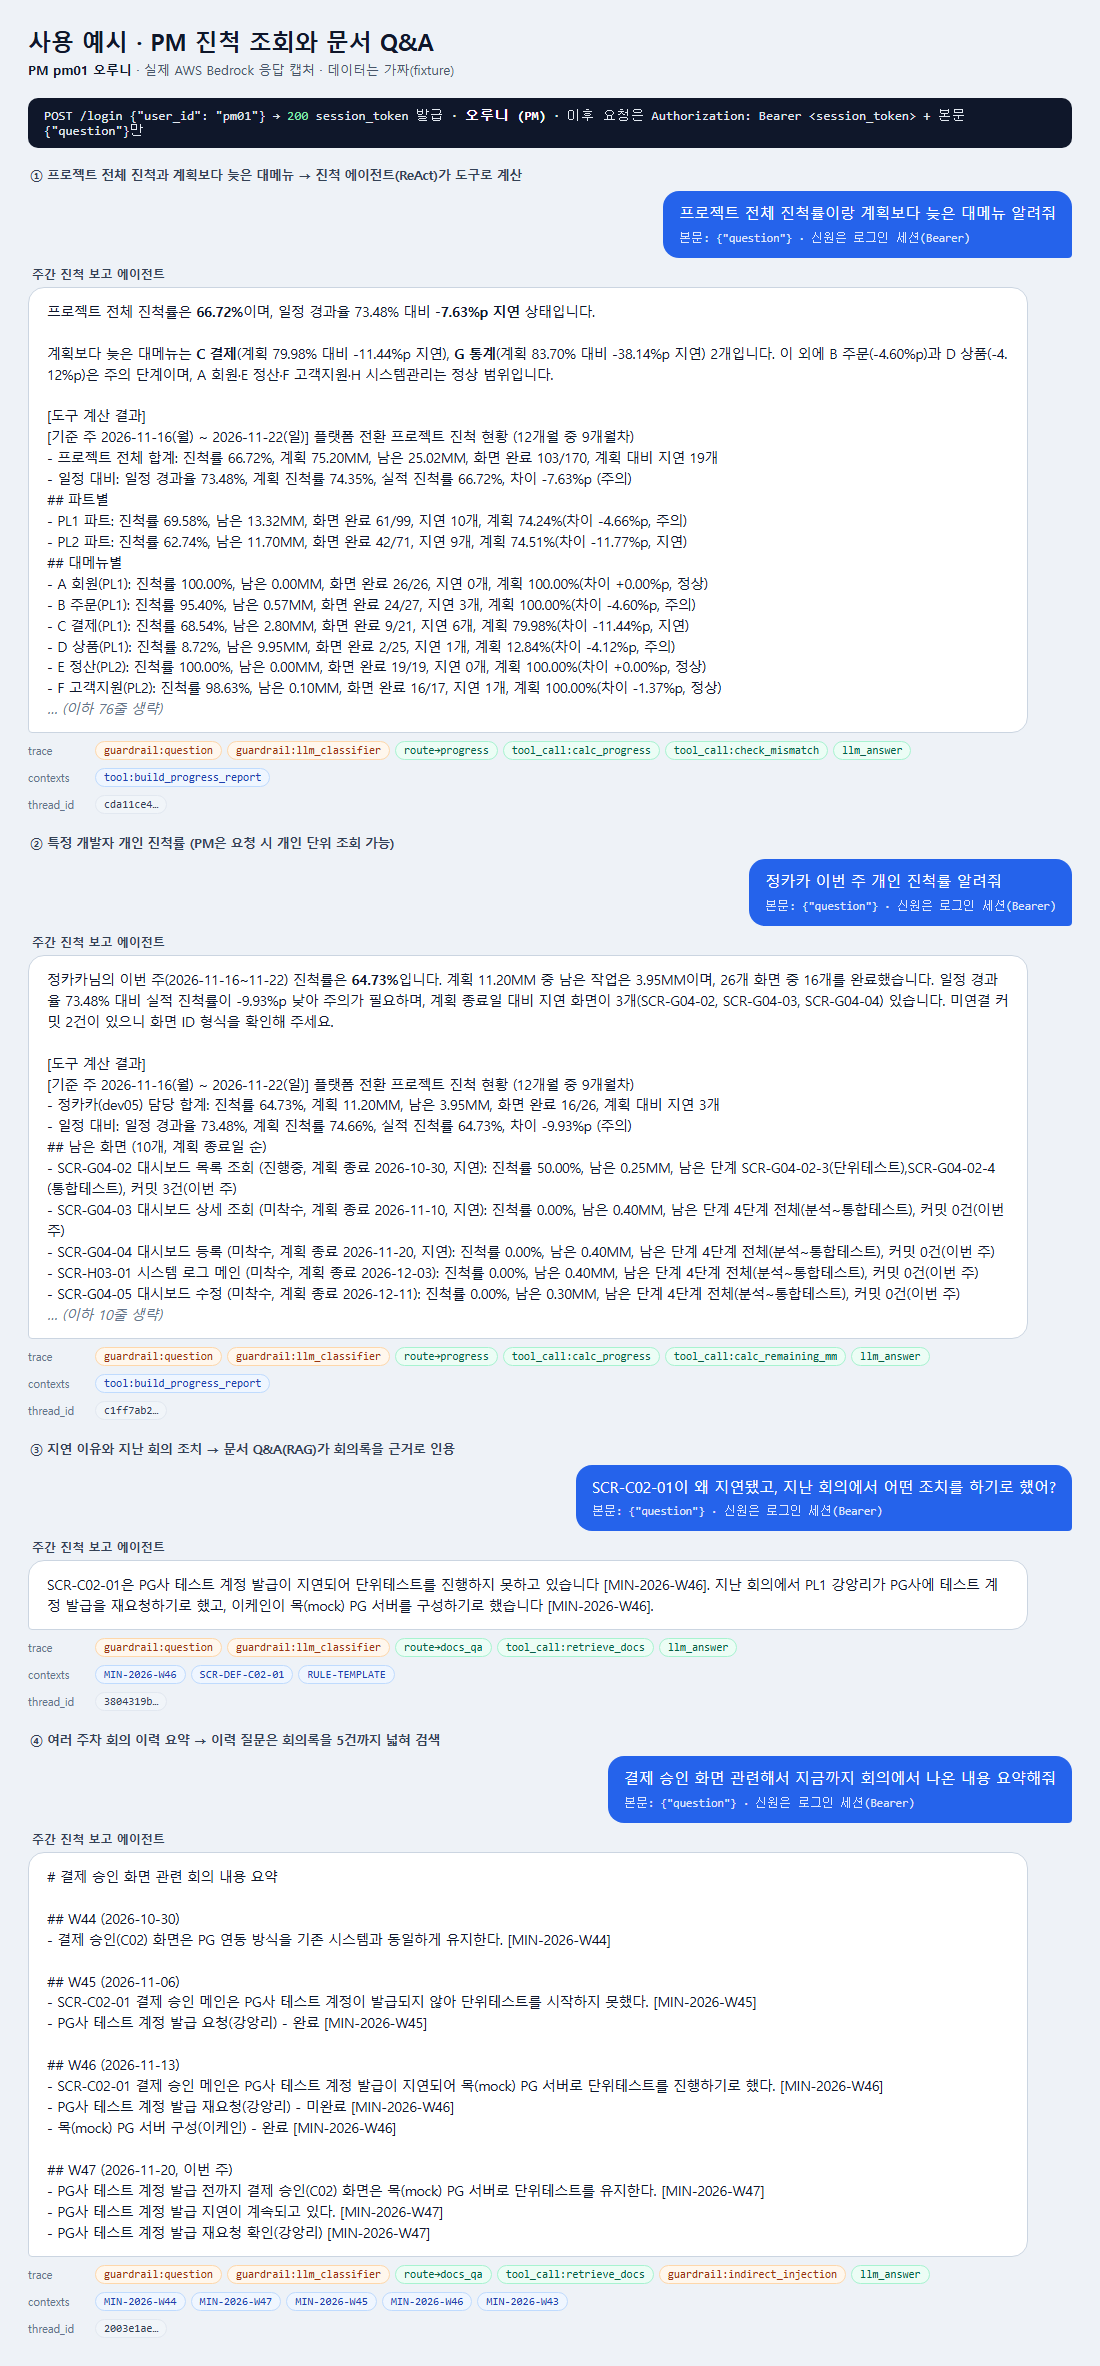 사용 예시 · PM 진척 조회와 문서 Q&A
PM pm01 오루니 · 실제 AWS Bedrock 응답 캡처 · 데이터는 가짜(fixture)
POST /login {"user_id": "pm01"} → 200 session_token 발급 · 오루니 (PM) · 이후 요청은 Authorization: Bearer <session_token> + 본문
{"question"}만
① 프로젝트 전체 진척과 계획보다 늦은 대메뉴 → 진척 에이전트(ReAct)가 도구로 계산
프로젝트 전체 진척률이랑 계획보다 늦은 대메뉴 알려줘
본문: {"question"} · 신원은 로그인 세션(Bearer)
주간 진척 보고 에이전트
프로젝트 전체 진척률은 66.72%이며, 일정 경과율 73.48% 대비 -7.63%p 지연 상태입니다.
계획보다 늦은 대메뉴는 C 결제(계획 79.98% 대비 -11.44%p 지연), G 통계(계획 83.70% 대비 -38.14%p 지연) 2개입니다. 이 외에 B 주문(-4.60%p)과 D 상품(-4.
12%p)은 주의 단계이며, A 회원·E 정산·F 고객지원·H 시스템관리는 정상 범위입니다.
[도구 계산 결과]
[기준 주 2026-11-16(월) ~ 2026-11-22(일)] 플랫폼 전환 프로젝트 진척 현황 (12개월 중 9개월차)
- 프로젝트 전체 합계: 진척률 66.72%, 계획 75.20MM, 남은 25.02MM, 화면 완료 103/170, 계획 대비 지연 19개
- 일정 대비: 일정 경과율 73.48%, 계획 진척률 74.35%, 실적 진척률 66.72%, 차이 -7.63%p (주의)
## 파트별
- PL1 파트: 진척률 69.58%, 남은 13.32MM, 화면 완료 61/99, 지연 10개, 계획 74.24%(차이 -4.66%p, 주의)
- PL2 파트: 진척률 62.74%, 남은 11.70MM, 화면 완료 42/71, 지연 9개, 계획 74.51%(차이 -11.77%p, 지연)
## 대메뉴별
- A 회원(PL1): 진척률 100.00%, 남은 0.00MM, 화면 완료 26/26, 지연 0개, 계획 100.00%(차이 +0.00%p, 정상)
- B 주문(PL1): 진척률 95.40%, 남은 0.57MM, 화면 완료 24/27, 지연 3개, 계획 100.00%(차이 -4.60%p, 주의)
- C 결제(PL1): 진척률 68.54%, 남은 2.80MM, 화면 완료 9/21, 지연 6개, 계획 79.98%(차이 -11.44%p, 지연)
- D 상품(PL1): 진척률 8.72%, 남은 9.95MM, 화면 완료 2/25, 지연 1개, 계획 12.84%(차이 -4.12%p, 주의)
- E 정산(PL2): 진척률 100.00%, 남은 0.00MM, 화면 완료 19/19, 지연 0개, 계획 100.00%(차이 +0.00%p, 정상)
- F 고객지원(PL2): 진척률 98.63%, 남은 0.10MM, 화면 완료 16/17, 지연 1개, 계획 100.00%(차이 -1.37%p, 정상)
... (이하 76줄 생략)
trace guardrail:question guardrail:llm_classifier route→progress tool_call:calc_progress tool_call:check_mismatch llm_answer
contexts tool:build_progress_report
thread_id cda11ce4…
② 특정 개발자 개인 진척률 (PM은 요청 시 개인 단위 조회 가능)
정카카 이번 주 개인 진척률 알려줘
본문: {"question"} · 신원은 로그인 세션(Bearer)
주간 진척 보고 에이전트
정카카님의 이번 주(2026-11-16~11-22) 진척률은 64.73%입니다. 계획 11.20MM 중 남은 작업은 3.95MM이며, 26개 화면 중 16개를 완료했습니다. 일정 경과
율 73.48% 대비 실적 진척률이 -9.93%p 낮아 주의가 필요하며, 계획 종료일 대비 지연 화면이 3개(SCR-G04-02, SCR-G04-03, SCR-G04-04) 있습니다. 미연결 커
밋 2건이 있으니 화면 ID 형식을 확인해 주세요.
[도구 계산 결과]
[기준 주 2026-11-16(월) ~ 2026-11-22(일)] 플랫폼 전환 프로젝트 진척 현황 (12개월 중 9개월차)
- 정카카(dev05) 담당 합계: 진척률 64.73%, 계획 11.20MM, 남은 3.95MM, 화면 완료 16/26, 계획 대비 지연 3개
- 일정 대비: 일정 경과율 73.48%, 계획 진척률 74.66%, 실적 진척률 64.73%, 차이 -9.93%p (주의)
## 남은 화면 (10개, 계획 종료일 순)
- SCR-G04-02 대시보드 목록 조회 (진행중, 계획 종료 2026-10-30, 지연): 진척률 50.00%, 남은 0.25MM, 남은 단계 SCR-G04-02-3(단위테스트),SCR-G04-02-4
(통합테스트), 커밋 3건(이번 주)
- SCR-G04-03 대시보드 상세 조회 (미착수, 계획 종료 2026-11-10, 지연): 진척률 0.00%, 남은 0.40MM, 남은 단계 4단계 전체(분석~통합테스트), 커밋 0건(이번
주)
- SCR-G04-04 대시보드 등록 (미착수, 계획 종료 2026-11-20, 지연): 진척률 0.00%, 남은 0.40MM, 남은 단계 4단계 전체(분석~통합테스트), 커밋 0건(이번 주)
- SCR-H03-01 시스템 로그 메인 (미착수, 계획 종료 2026-12-03): 진척률 0.00%, 남은 0.40MM, 남은 단계 4단계 전체(분석~통합테스트), 커밋 0건(이번 주)
- SCR-G04-05 대시보드 수정 (미착수, 계획 종료 2026-12-11): 진척률 0.00%, 남은 0.30MM, 남은 단계 4단계 전체(분석~통합테스트), 커밋 0건(이번 주)
... (이하 10줄 생략)
trace guardrail:question guardrail:llm_classifier route→progress tool_call:calc_progress tool_call:calc_remaining_mm llm_answer
contexts tool:build_progress_report
thread_id c1ff7ab2…
③ 지연 이유와 지난 회의 조치 → 문서 Q&A(RAG)가 회의록을 근거로 인용
SCR-C02-01이 왜 지연됐고, 지난 회의에서 어떤 조치를 하기로 했어?
본문: {"question"} · 신원은 로그인 세션(Bearer)
주간 진척 보고 에이전트
SCR-C02-01은 PG사 테스트 계정 발급이 지연되어 단위테스트를 진행하지 못하고 있습니다 [MIN-2026-W46]. 지난 회의에서 PL1 강앙리가 PG사에 테스트 계
정 발급을 재요청하기로 했고, 이케인이 목(mock) PG 서버를 구성하기로 했습니다 [MIN-2026-W46].
trace guardrail:question guardrail:llm_classifier route→docs_qa tool_call:retrieve_docs llm_answer
contexts MIN-2026-W46 SCR-DEF-C02-01 RULE-TEMPLATE
thread_id 3804319b…
④ 여러 주차 회의 이력 요약 → 이력 질문은 회의록을 5건까지 넓혀 검색
결제 승인 화면 관련해서 지금까지 회의에서 나온 내용 요약해줘
본문: {"question"} · 신원은 로그인 세션(Bearer)
주간 진척 보고 에이전트
# 결제 승인 화면 관련 회의 내용 요약
## W44 (2026-10-30)
- 결제 승인(C02) 화면은 PG 연동 방식을 기존 시스템과 동일하게 유지한다. [MIN-2026-W44]
## W45 (2026-11-06)
- SCR-C02-01 결제 승인 메인은 PG사 테스트 계정이 발급되지 않아 단위테스트를 시작하지 못했다. [MIN-2026-W45]
- PG사 테스트 계정 발급 요청(강앙리) - 완료 [MIN-2026-W45]
## W46 (2026-11-13)
- SCR-C02-01 결제 승인 메인은 PG사 테스트 계정 발급이 지연되어 목(mock) PG 서버로 단위테스트를 진행하기로 했다. [MIN-2026-W46]
- PG사 테스트 계정 발급 재요청(강앙리) - 미완료 [MIN-2026-W46]
- 목(mock) PG 서버 구성(이케인) - 완료 [MIN-2026-W46]
## W47 (2026-11-20, 이번 주)
- PG사 테스트 계정 발급 전까지 결제 승인(C02) 화면은 목(mock) PG 서버로 단위테스트를 유지한다. [MIN-2026-W47]
- PG사 테스트 계정 발급 지연이 계속되고 있다. [MIN-2026-W47]
- PG사 테스트 계정 발급 재요청 확인(강앙리) [MIN-2026-W47]
trace guardrail:question guardrail:llm_classifier route→docs_qa tool_call:retrieve_docs guardrail:indirect_injection llm_answer
contexts MIN-2026-W44 MIN-2026-W47 MIN-2026-W45 MIN-2026-W46 MIN-2026-W43
thread_id 2003e1ae…